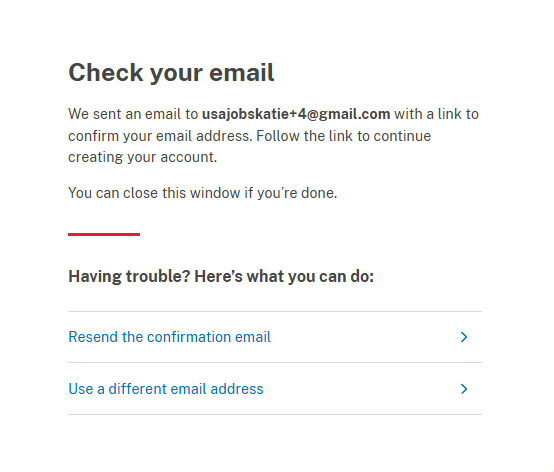 Check your email
We sent an email to usajobskatie+4@gmail.com with a link to
confirm your email address. Follow the link to continue
creating your account.
You can close this window if you’re done.
Having trouble? Here’s what you can do:
Resend the confirmation email
Use a different email address